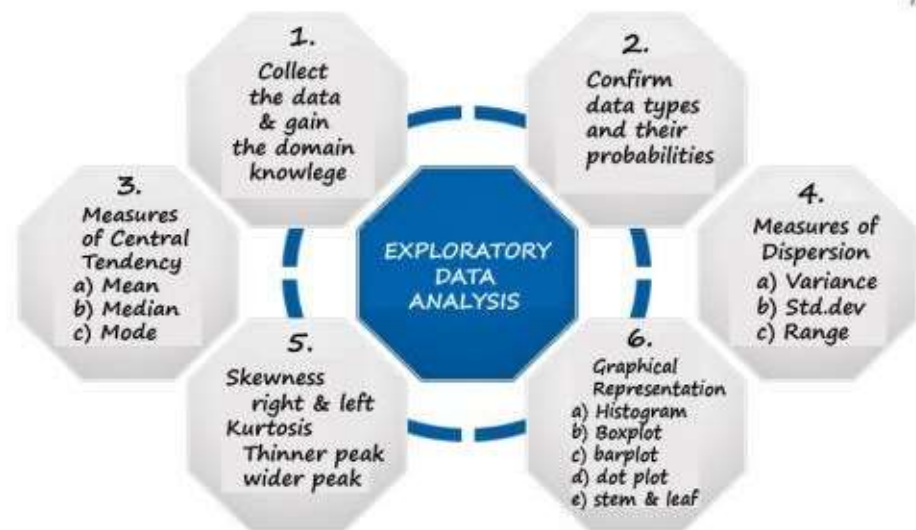 1.
Collect
the data
& gain
the domain
knowlege
2.
Confirm
data types
and their
probabilities
3.
Measures
of Central
Tendency
a) Mean
b) Median
c) Mode
EXPLORATORY
DATA
ANALYSIS
4.
Measures of
Dispersion
a) Variance
b) Std.dev
c) Range
5.
Skewness
right & left
Kurtosis
Thinner peak
wider peak
6.
Graphical
Representation
a) Histogram
b) Boxplot
c) barplot
d) dot plot
e) stem & leaf